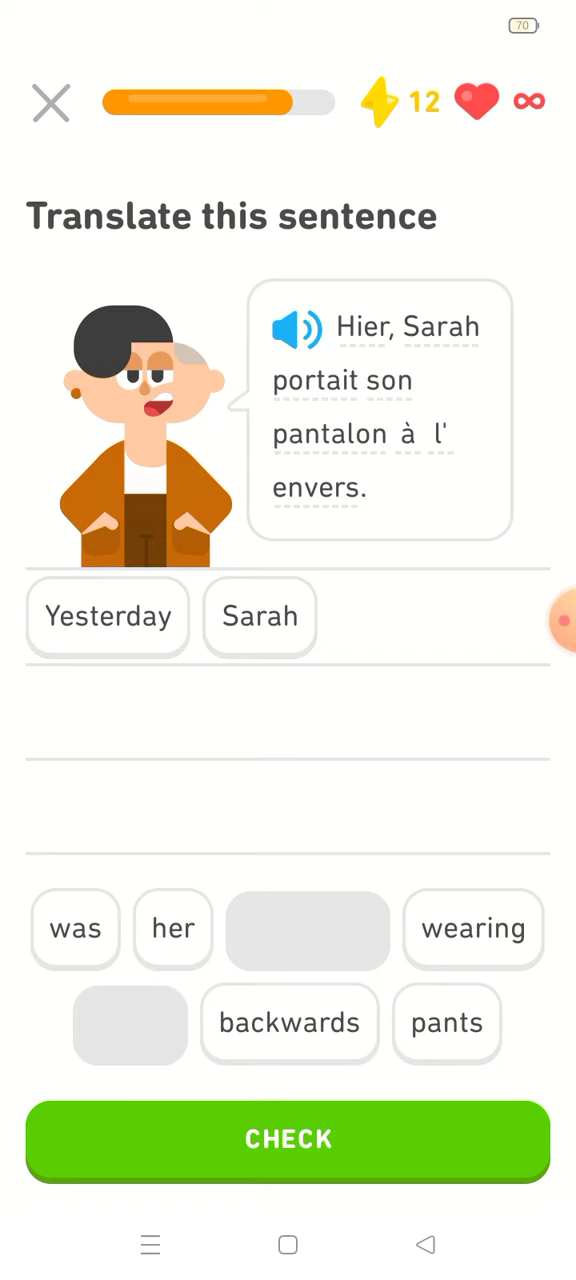 70
12 ∞
Translate this sentence
Hier, Sarah
portait son
pantalon à l'
envers.
Yesterday Sarah
was her wearing
backwards pants
CHECK